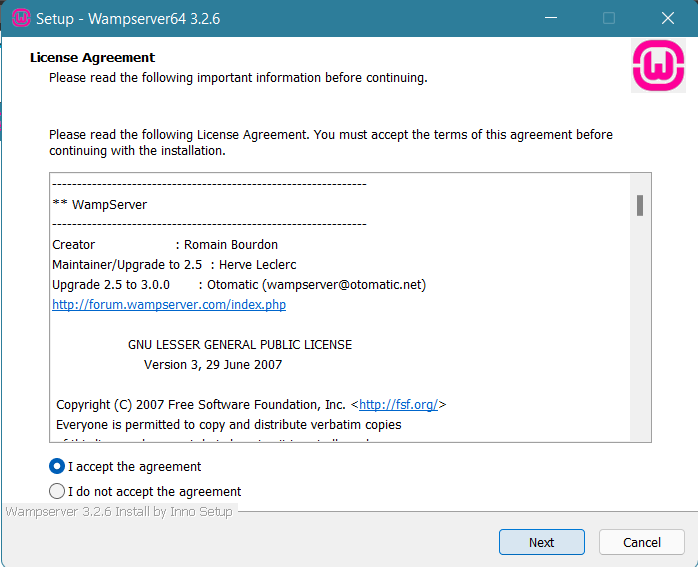 Setup - Wampserver64 3.2.6
License Agreement
Please read the following important information before continuing.
Please read the following License Agreement. You must accept the terms of this agreement before
continuing with the installation.
---------------------------------------------------------------
** WampServer
---------------------------------------------------------------
Creator : Romain Bourdon
Maintainer/Upgrade to 2.5 : Herve Leclerc
Upgrade 2.5 to 3.0.0 : Otomatic (wampserver@otomatic.net)
http://forum.wampserver.com/index.php
GNU LESSER GENERAL PUBLIC LICENSE
Version 3, 29 June 2007
Copyright (C) 2007 Free Software Foundation, Inc. <http://fsf.org/>
Everyone is permitted to copy and distribute verbatim copies
I accept the agreement
I do not accept the agreement
Wampserver 3.2.6 Install by Inno Setup
Next
Cancel